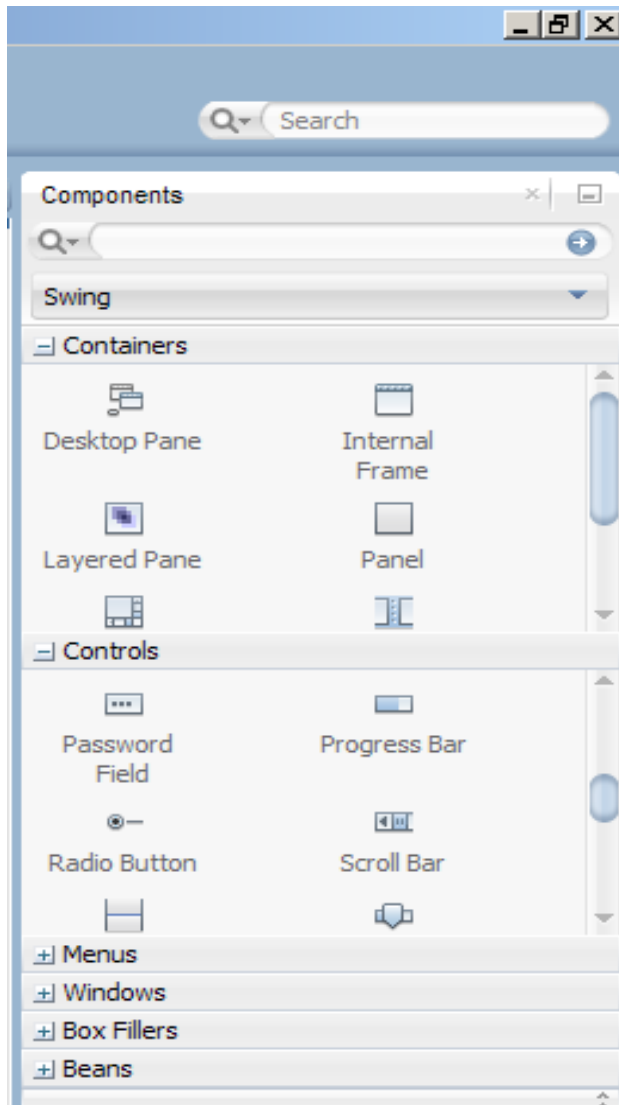 Search
Components
Swing
Containers
Desktop Pane
Internal
Frame
Layered Pane
Panel
Controls
Password
Field
Progress Bar
Radio Button
Scroll Bar
Menus
Windows
Box Fillers
Beans